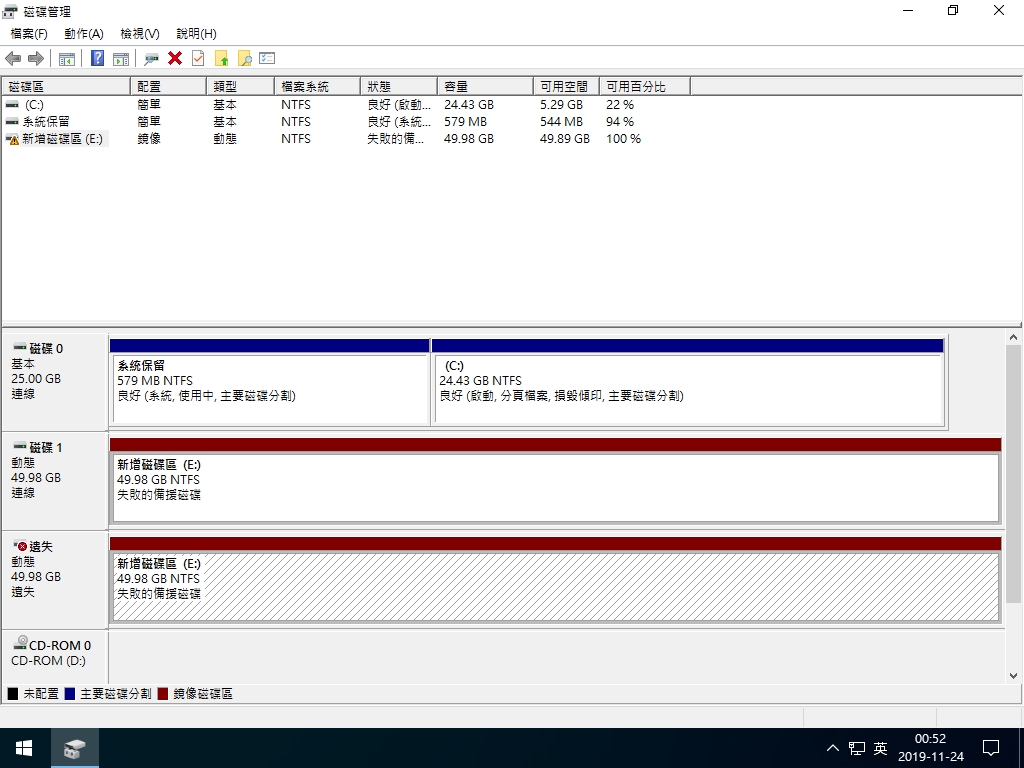 磁碟管理
檔案(F) 動作(A) 檢視(V) 說明(H)
磁碟區 配置 類型 檔案系統 狀態 容量 可用空間 可用百分比
(C:) 簡單 基本 NTFS 良好 (啟動... 24.43 GB 5.29 GB 22 %
系統保留 簡單 基本 NTFS 良好 (系統... 579 MB 544 MB 94 %
新增磁碟區 (E:) 鏡像 動態 NTFS 失敗的備... 49.98 GB 49.89 GB 100 %
磁碟 0
基本
25.00 GB
連線
系統保留
579 MB NTFS
良好 (系統, 使用中, 主要磁碟分割)
(C:)
24.43 GB NTFS
良好 (啟動, 分頁檔案, 損毀傾印, 主要磁碟分割)
磁碟 1
動態
49.98 GB
連線
新增磁碟區 (E:)
49.98 GB NTFS
失敗的備援磁碟
遺失
動態
49.98 GB
遺失
新增磁碟區 (E:)
49.98 GB NTFS
失敗的備援磁碟
CD-ROM 0
CD-ROM (D:)
未配置 主要磁碟分割 鏡像磁碟區
英
00:52
2019-11-24